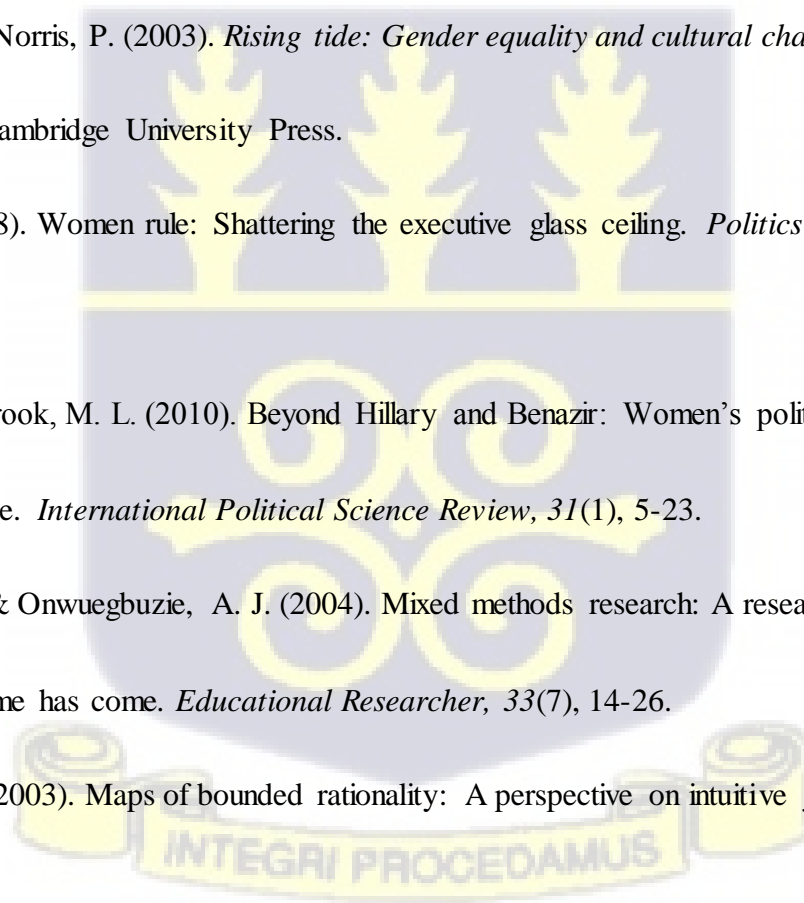 Norris, P. (2003). Rising tide: Gender equality and cultural cha
ambridge University Press.
8). Women rule: Shattering the executive glass ceiling. Politics
rook, M. L. (2010). Beyond Hillary and Benazir: Women’s polit
e. International Political Science Review, 31(1), 5-23.
& Onwuegbuzie, A. J. (2004). Mixed methods research: A resea
me has come. Educational Researcher, 33(7), 14-26.
2003). Maps of bounded rationality: A perspective on intuitive j
INTEGRI PROCEDAMUS